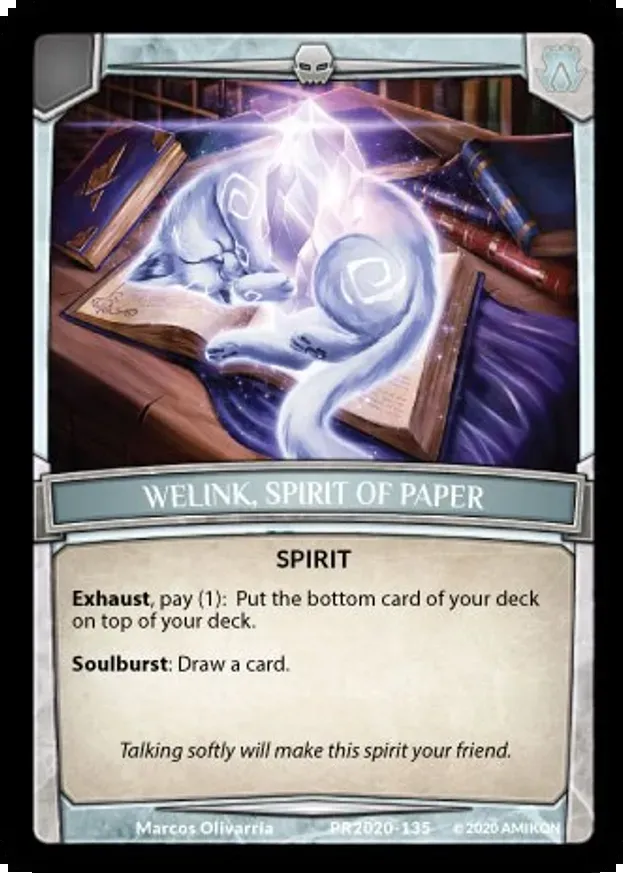 WELINK, SPIRIT OF PAPER
SPIRIT
Exhaust, pay (1): Put the bottom card of your deck
on top of your deck.
Soulburst: Draw a card.
Talking softly will make this spirit your friend.
Marcos Olivarria PR2020-135 © 2020 AMIKON